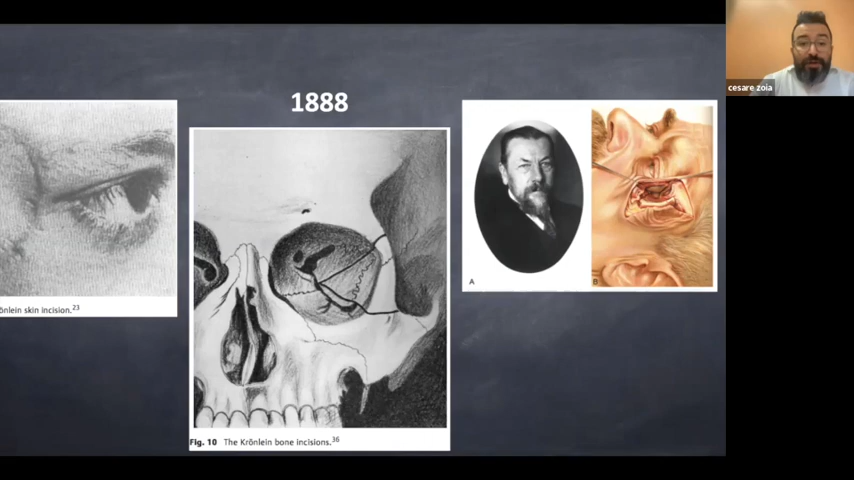 1888
önlein skin incision.23
Fig. 10 The Krönlein bone incisions.36
A
B
cesare zoia